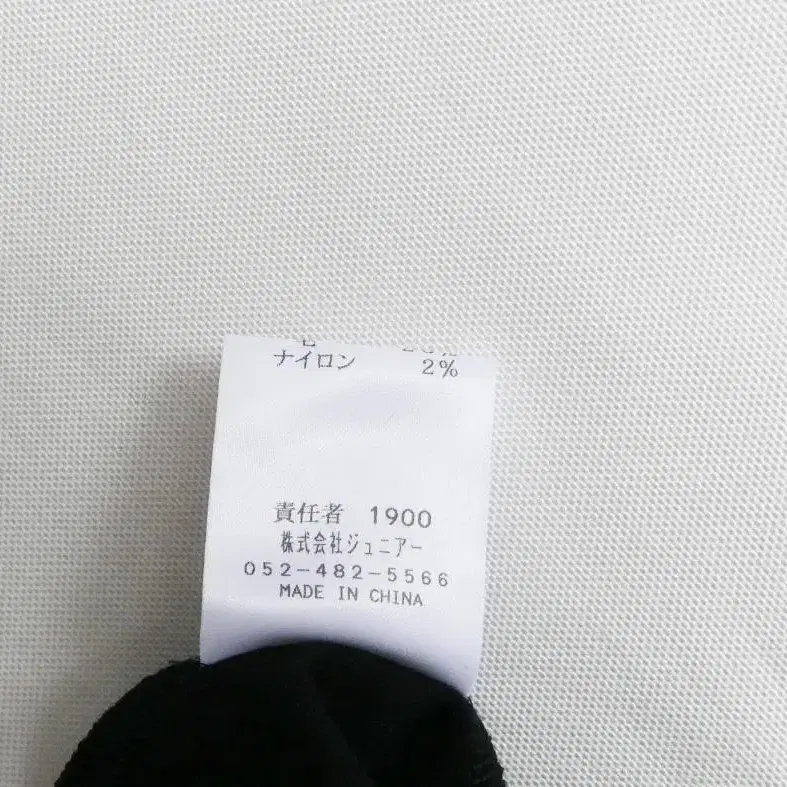 ナイロン 2%
責任者 1900
株式会社ジュニアー
052-482-5566
MADE IN CHINA